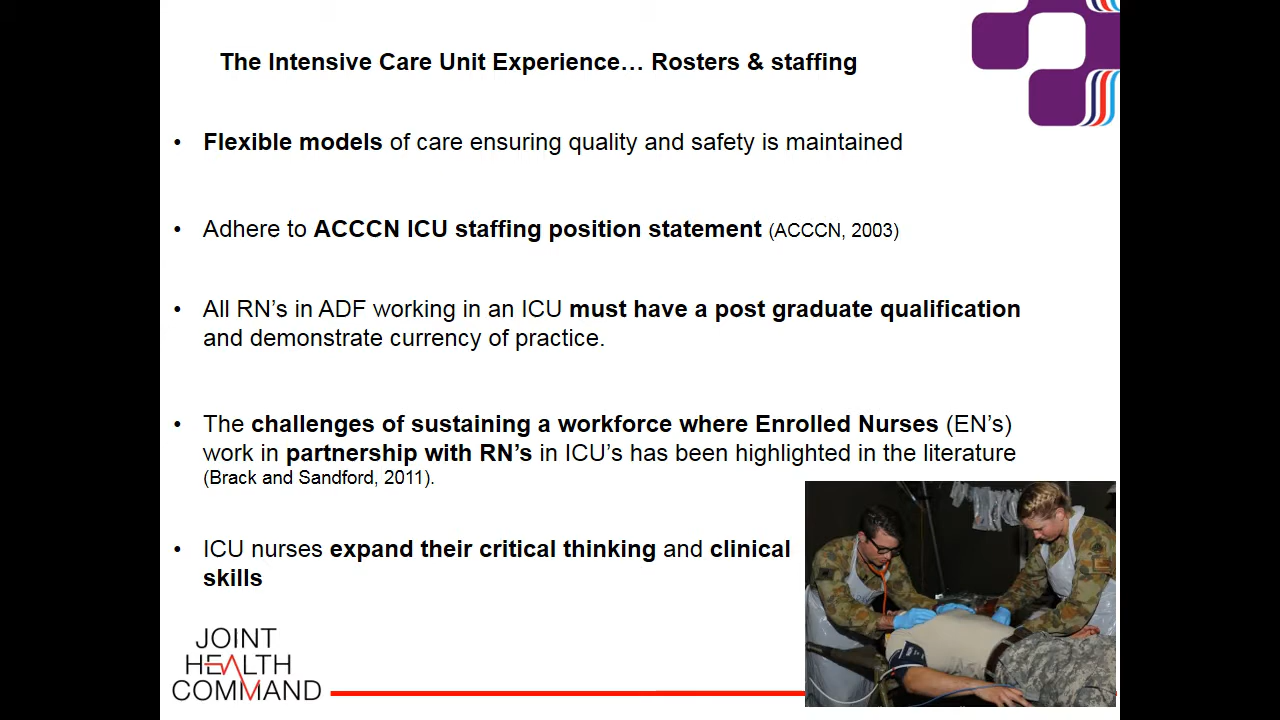 The Intensive Care Unit Experience… Rosters & staffing
• Flexible models of care ensuring quality and safety is maintained
• Adhere to ACCCN ICU staffing position statement (ACCCN, 2003)
• All RN’s in ADF working in an ICU must have a post graduate qualification
and demonstrate currency of practice.
• The challenges of sustaining a workforce where Enrolled Nurses (EN’s)
work in partnership with RN’s in ICU’s has been highlighted in the literature
(Brack and Sandford, 2011).
• ICU nurses expand their critical thinking and clinical
skills
JOINT
HEALTH
COMMAND